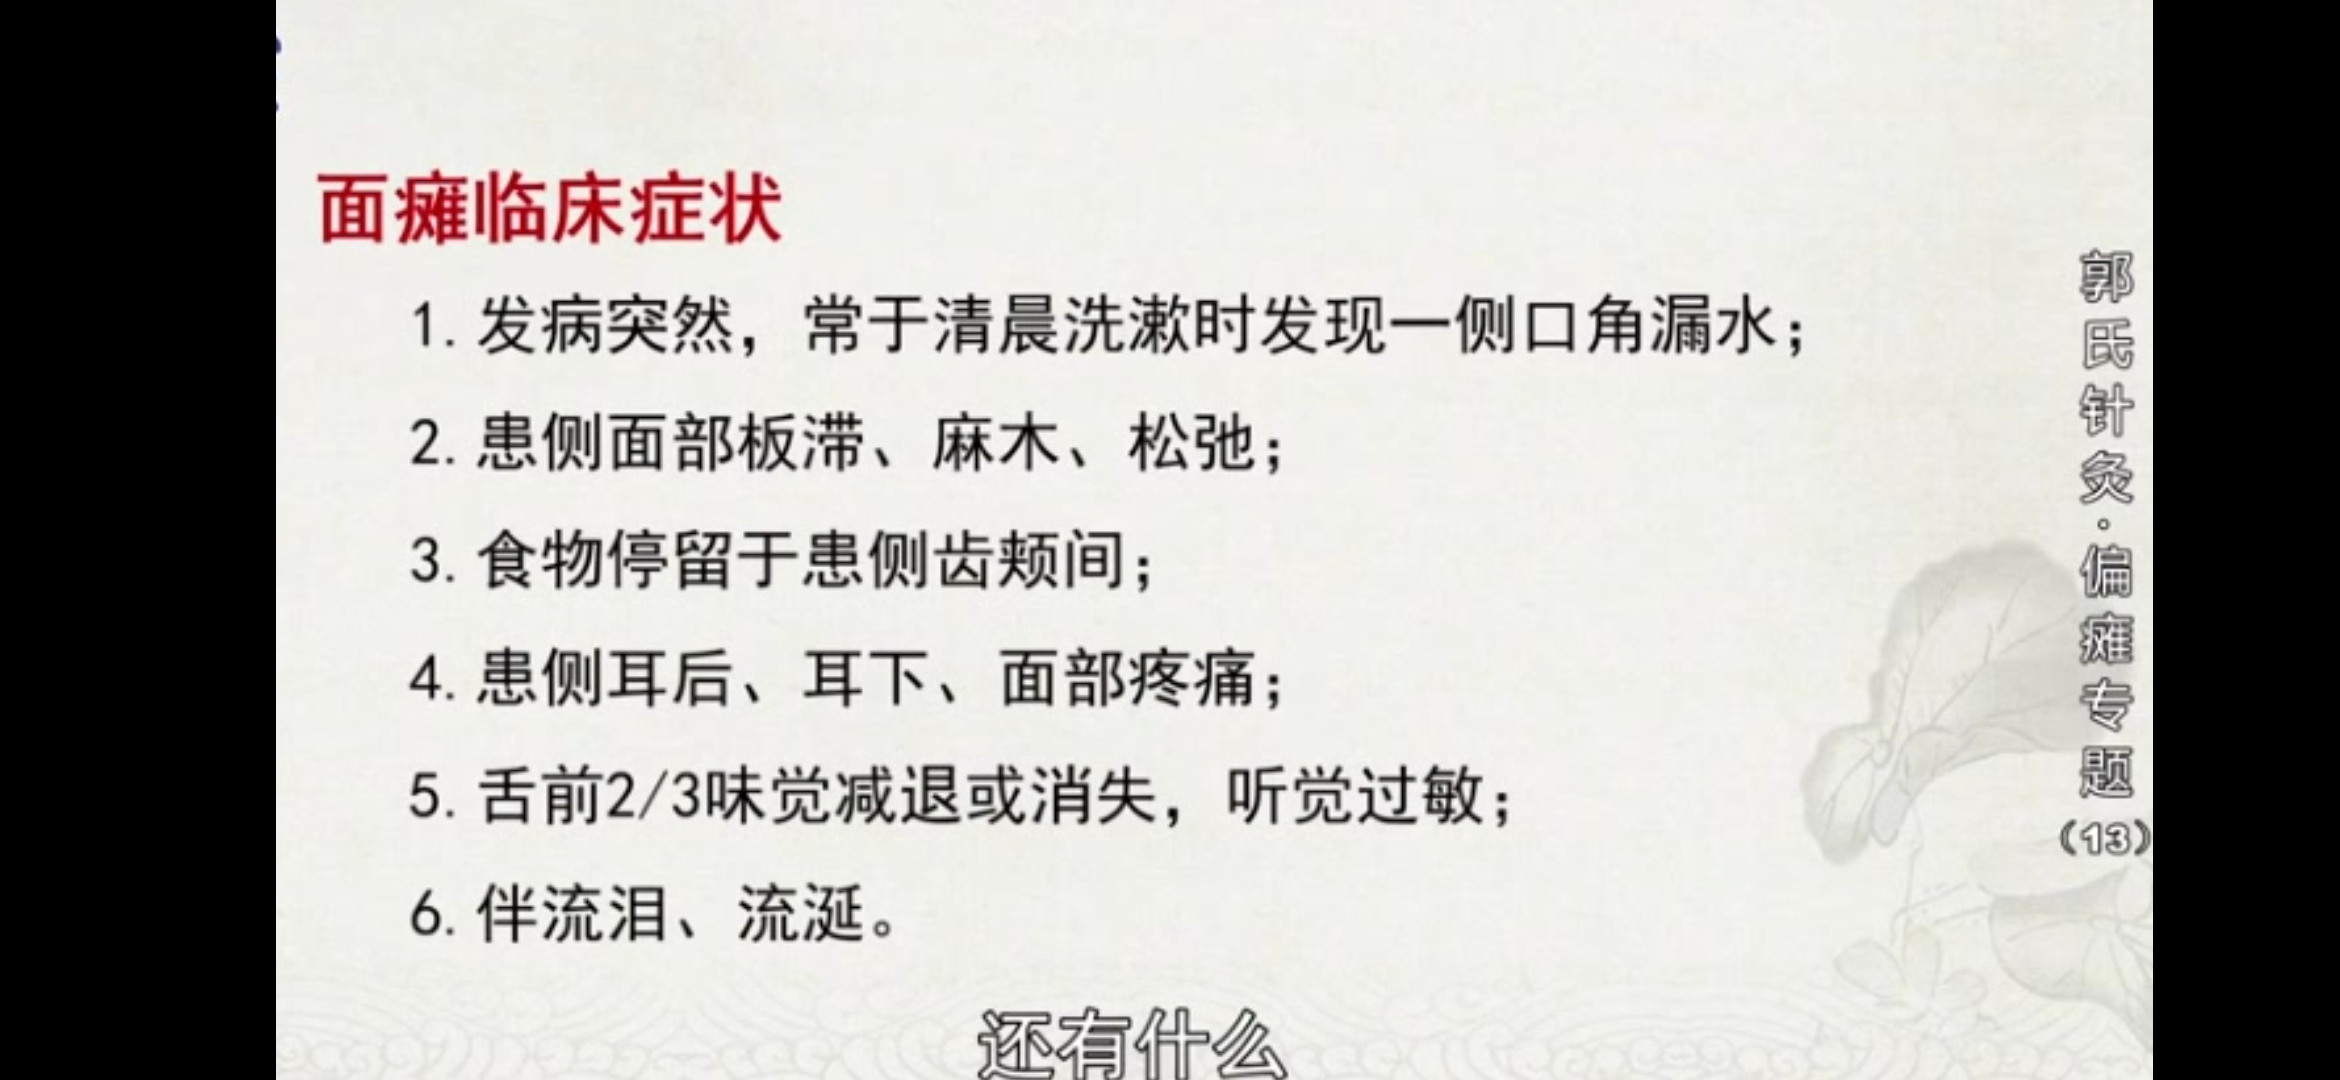 面瘫临床症状
1.发病突然，常于清晨洗漱时发现一侧口角漏水；
2.患侧面部板滞、麻木、松弛；
3.食物停留于患侧齿颊间；
4.患侧耳后、耳下、面部疼痛；
5.舌前2/3味觉减退或消失，听觉过敏；
6.伴流泪、流涎。
还有什么
郭氏针灸·偏瘫专题（13）